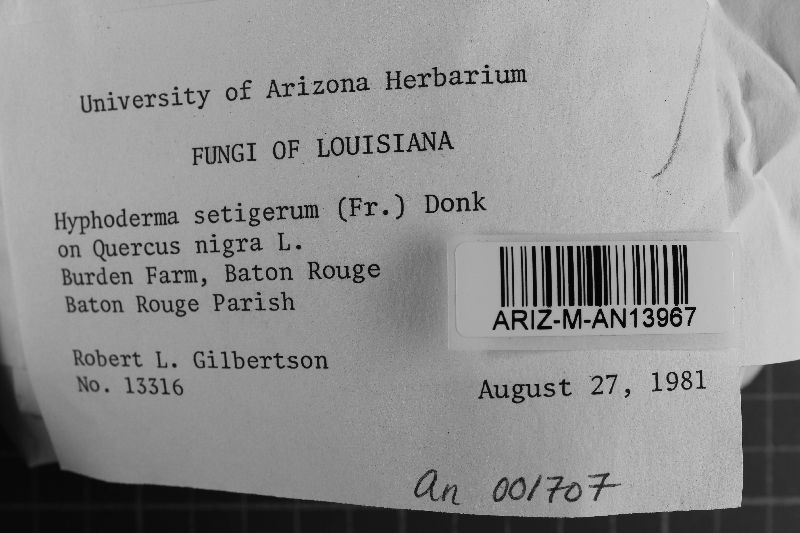 University of Arizona Herbarium
FUNGI OF LOUISIANA
Hyphoderma setigerum (Fr.) Donk
on Quercus nigra L.
Burden Farm, Baton Rouge
Baton Rouge Parish
ARIZ-M-AN13967
Robert L. Gilbertson
No. 13316
August 27, 1981
An 001707